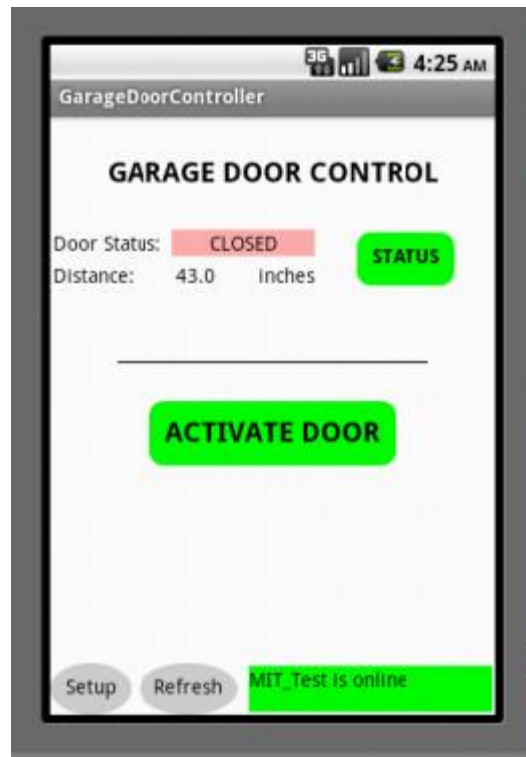 3G 4:25 AM
GarageDoorController
GARAGE DOOR CONTROL
Door Status: CLOSED
STATUS
Distance: 43.0 inches
ACTIVATE DOOR
Setup Refresh MIT_Test is online